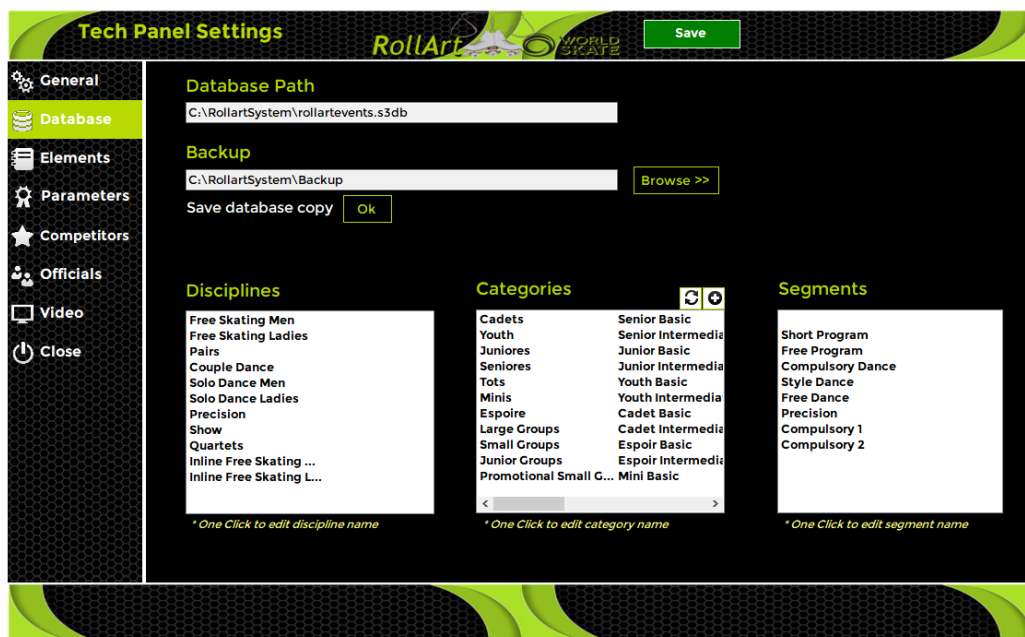 Tech Panel Settings
RollArt
WORLD SKATE
Save
General
Database
Elements
Parameters
Competitors
Officials
Video
Close
Database Path
C:\RollartSystem\rollartevents.s3db
Backup
C:\RollartSystem\Backup
Browse >>
Save database copy
Ok
Disciplines
Free Skating Men
Free Skating Ladies
Pairs
Couple Dance
Solo Dance Men
Solo Dance Ladies
Precision
Show
Quartets
Inline Free Skating ...
Inline Free Skating L...
* One Click to edit discipline name
Categories
Cadets Senior Basic
Youth Senior Intermedia
Juniores Junior Basic
Seniores Junior Intermedia
Tots Youth Basic
Minis Youth Intermedia
Espoire Cadet Basic
Large Groups Cadet Intermedia
Small Groups Espoir Basic
Junior Groups Espoir Intermedia
Promotional Small G... Mini Basic
* One Click to edit category name
Segments
Short Program
Free Program
Compulsory Dance
Style Dance
Free Dance
Precision
Compulsory 1
Compulsory 2
* One Click to edit segment name